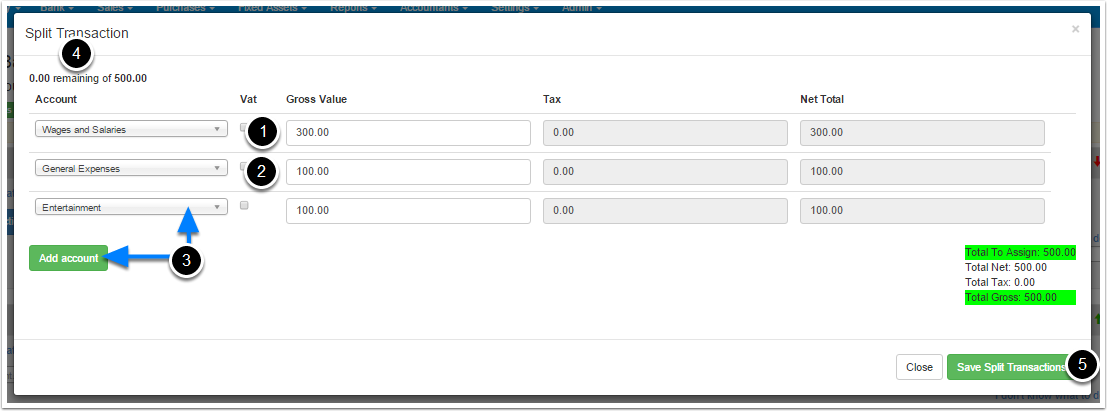 Bank Sales Purchases Fixed Assets Reports Accountants Settings Admin
Split Transaction ×
4
0.00 remaining of 500.00
Account Vat Gross Value Tax Net Total
Wages and Salaries 1 300.00 0.00 300.00
General Expenses 2 100.00 0.00 100.00
Entertainment 100.00 0.00 100.00
Add account 3
Total To Assign: 500.00
Total Net: 500.00
Total Tax: 0.00
Total Gross: 500.00
Close Save Split Transactions 5
I don't know what to d